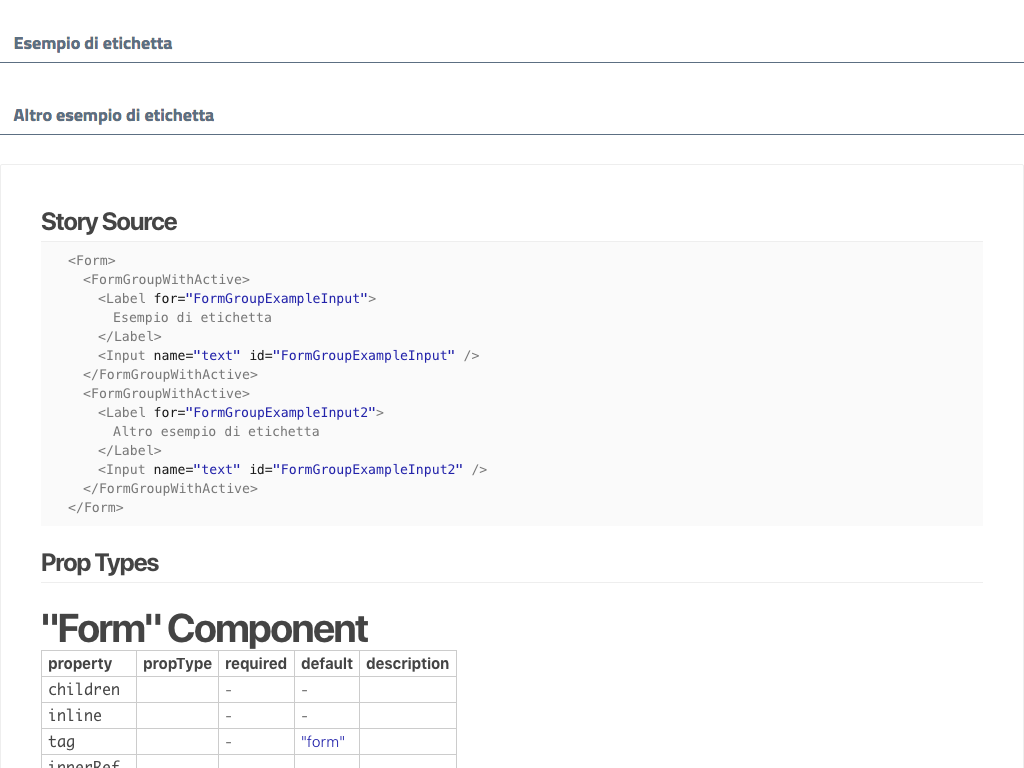 Esempio di etichetta
Altro esempio di etichetta
Story Source
<Form>
<FormGroupWithActive>
<Label for="FormGroupExampleInput">
Esempio di etichetta
</Label>
<Input name="text" id="FormGroupExampleInput" />
</FormGroupWithActive>
<FormGroupWithActive>
<Label for="FormGroupExampleInput2">
Altro esempio di etichetta
</Label>
<Input name="text" id="FormGroupExampleInput2" />
</FormGroupWithActive>
</Form>
Prop Types
"Form" Component
property propType required default description
children - -
inline - -
tag - "form"
innerRef